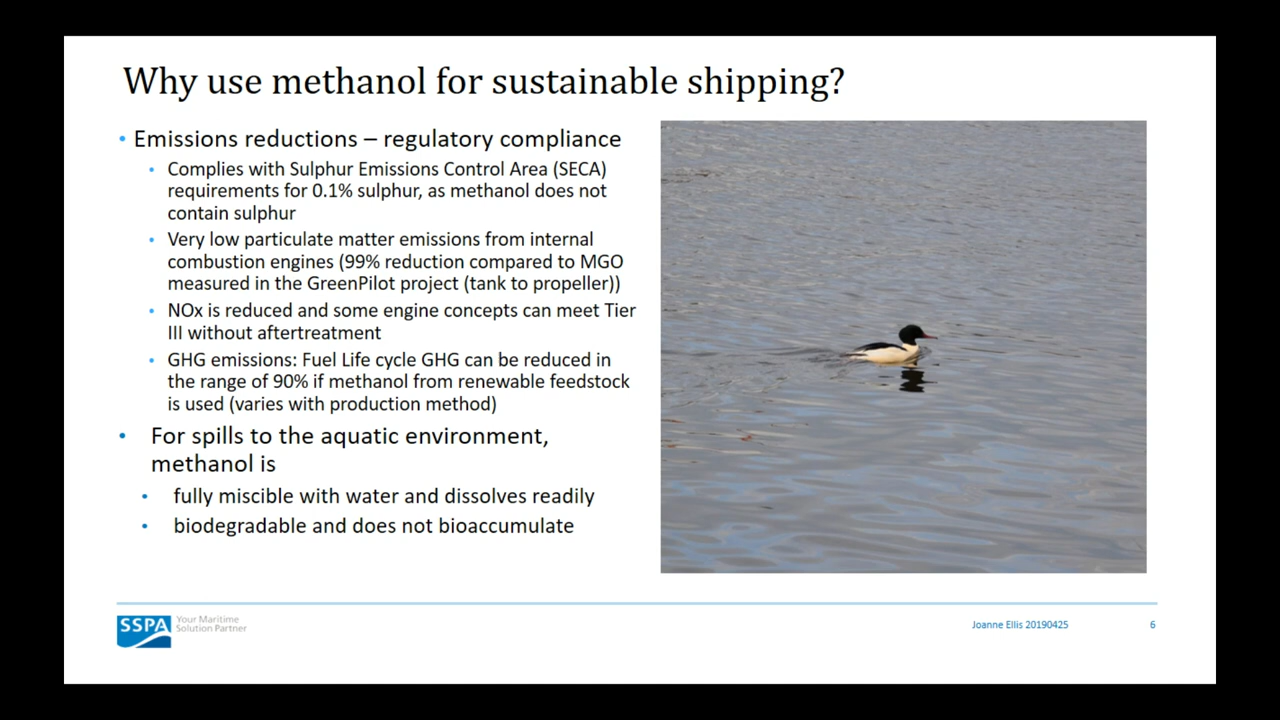 Why use methanol for sustainable shipping?
• Emissions reductions – regulatory compliance
• Complies with Sulphur Emissions Control Area (SECA)
requirements for 0.1% sulphur, as methanol does not
contain sulphur
• Very low particulate matter emissions from internal
combustion engines (99% reduction compared to MGO
measured in the GreenPilot project (tank to propeller))
• NOx is reduced and some engine concepts can meet Tier
III without aftertreatment
• GHG emissions: Fuel Life cycle GHG can be reduced in
the range of 90% if methanol from renewable feedstock
is used (varies with production method)
• For spills to the aquatic environment,
methanol is
• fully miscible with water and dissolves readily
• biodegradable and does not bioaccumulate
SSPA
Your Maritime
Solution Partner
Joanne Ellis 20190425
6